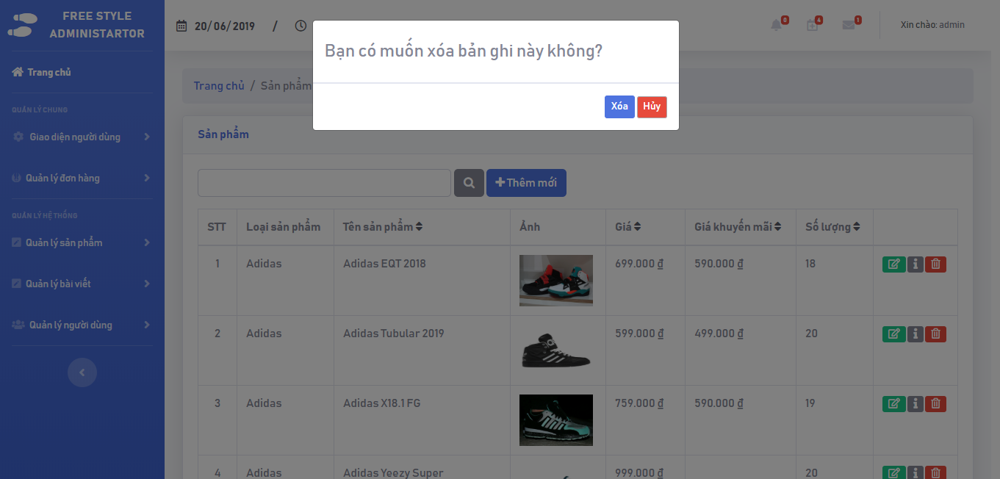 FREE STYLE
ADMINISTARTOR
20/06/2019 /
0 4 1
Xin chào: admin
Bạn có muốn xóa bản ghi này không?
Xóa Hủy
Trang chủ
QUẢN LÝ CHUNG
Giao diện người dùng
Quản lý đơn hàng
QUẢN LÝ HỆ THỐNG
Quản lý sản phẩm
Quản lý bài viết
Quản lý người dùng
Trang chủ / Sản phẩm
Sản phẩm
Thêm mới
STT Loại sản phẩm Tên sản phẩm Ảnh Giá Giá khuyến mãi Số lượng
1 Adidas Adidas EQT 2018 699.000 ₫ 590.000 ₫ 18
2 Adidas Adidas Tubular 2019 599.000 ₫ 499.000 ₫ 20
3 Adidas Adidas X18.1 FG 759.000 ₫ 590.000 ₫ 19
4 Adidas Adidas Yeezy Super 999.000 ₫ 20